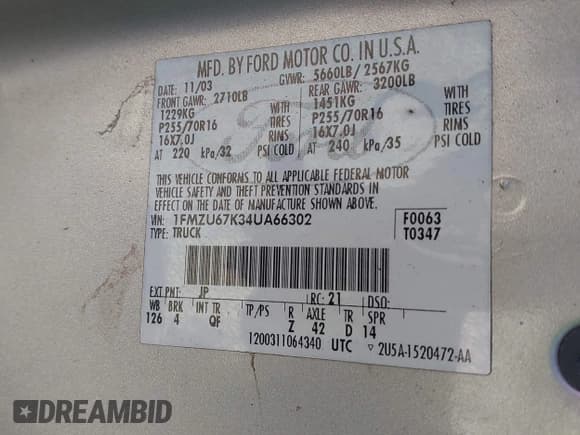 MFD. BY FORD MOTOR CO. IN U.S.A.
DATE: 11/03 GVWR: 5660LB/ 2567KG
FRONT GAWR: 2710LB REAR GAWR: 3200LB
1229KG WITH 1451KG WITH
P255/70R16 TIRES P255/70R16 TIRES
16X7.0J RIMS 16X7.0J RIMS
AT 220 kPa/32 PSI COLD AT 240 kPa/35 PSI COLD
Ford
THIS VEHICLE CONFORMS TO ALL APPLICABLE FEDERAL MOTOR
VEHICLE SAFETY AND THEFT PREVENTION STANDARDS IN
EFFECT ON THE DATE OF MANUFACTURE SHOWN ABOVE.
VIN: 1FMZU67K34UA66302 F0063
TYPE: TRUCK T0347
EXT PNT: JP RC: 21 DSO:
WB BRK INT TR TP/PS R AXLE TR SPR
126 4 QF Z 42 D 14
1200311064340 UTC ▽ 2U5A-1520472-AA
DREAMBID